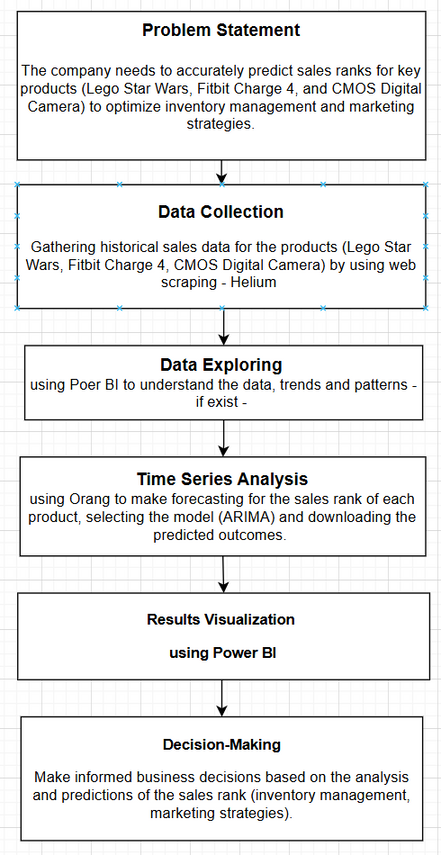 Problem Statement
The company needs to accurately predict sales ranks for key
products (Lego Star Wars, Fitbit Charge 4, and CMOS Digital
Camera) to optimize inventory management and marketing
strategies.
Data Collection
Gathering historical sales data for the products (Lego Star
Wars, Fitbit Charge 4, CMOS Digital Camera) by using web
scraping - Helium
Data Exploring
using Poer BI to understand the data, trends and patterns -
if exist -
Time Series Analysis
using Orang to make forecasting for the sales rank of each
product, selecting the model (ARIMA) and downloading the
predicted outcomes.
Results Visualization
using Power BI
Decision-Making
Make informed business decisions based on the analysis
and predictions of the sales rank (inventory management,
marketing strategies).